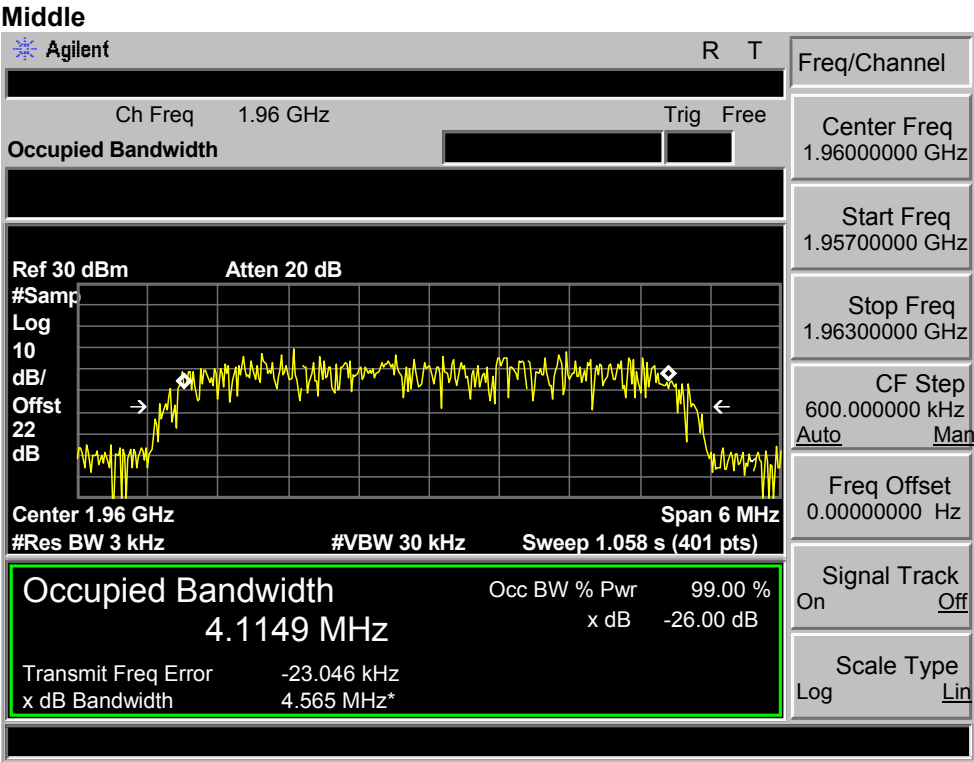 Middle
Agilent R T
Ch Freq 1.96 GHz Trig Free
Occupied Bandwidth
Ref 30 dBm Atten 20 dB
#Samp
Log
10
dB/
Offst
22
dB
Center 1.96 GHz Span 6 MHz
#Res BW 3 kHz #VBW 30 kHz Sweep 1.058 s (401 pts)
Occupied Bandwidth Occ BW % Pwr 99.00 %
4.1149 MHz x dB -26.00 dB
Transmit Freq Error -23.046 kHz
x dB Bandwidth 4.565 MHz*
Freq/Channel
Center Freq
1.96000000 GHz
Start Freq
1.95700000 GHz
Stop Freq
1.96300000 GHz
CF Step
600.000000 kHz
Auto Man
Freq Offset
0.00000000 Hz
Signal Track
On Off
Scale Type
Log Lin